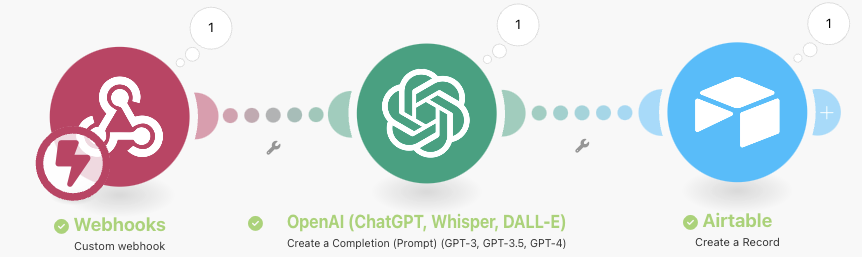 1
1
1
Webhooks
Custom webhook
OpenAI (ChatGPT, Whisper, DALL-E)
Create a Completion (Prompt) (GPT-3, GPT-3.5, GPT-4)
Airtable
Create a Record